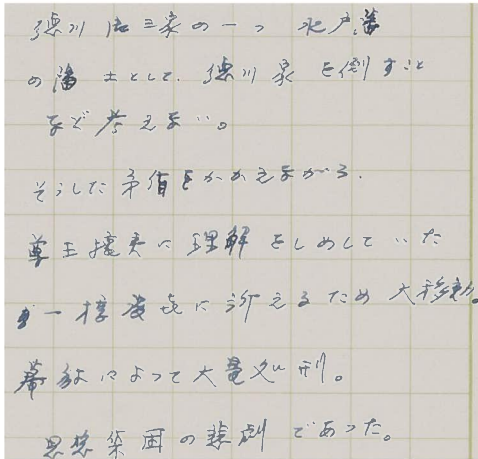 徳川御三家の一つ 水戸藩
の藩士として、徳川家を倒すこと
など考えない。
そうした矛盾をかかえながら、
尊王攘夷に理解をしめしていた
一橋慶喜に訴えるため大移動。
幕敵によって大量処刑。
思想集団の悲劇であった。